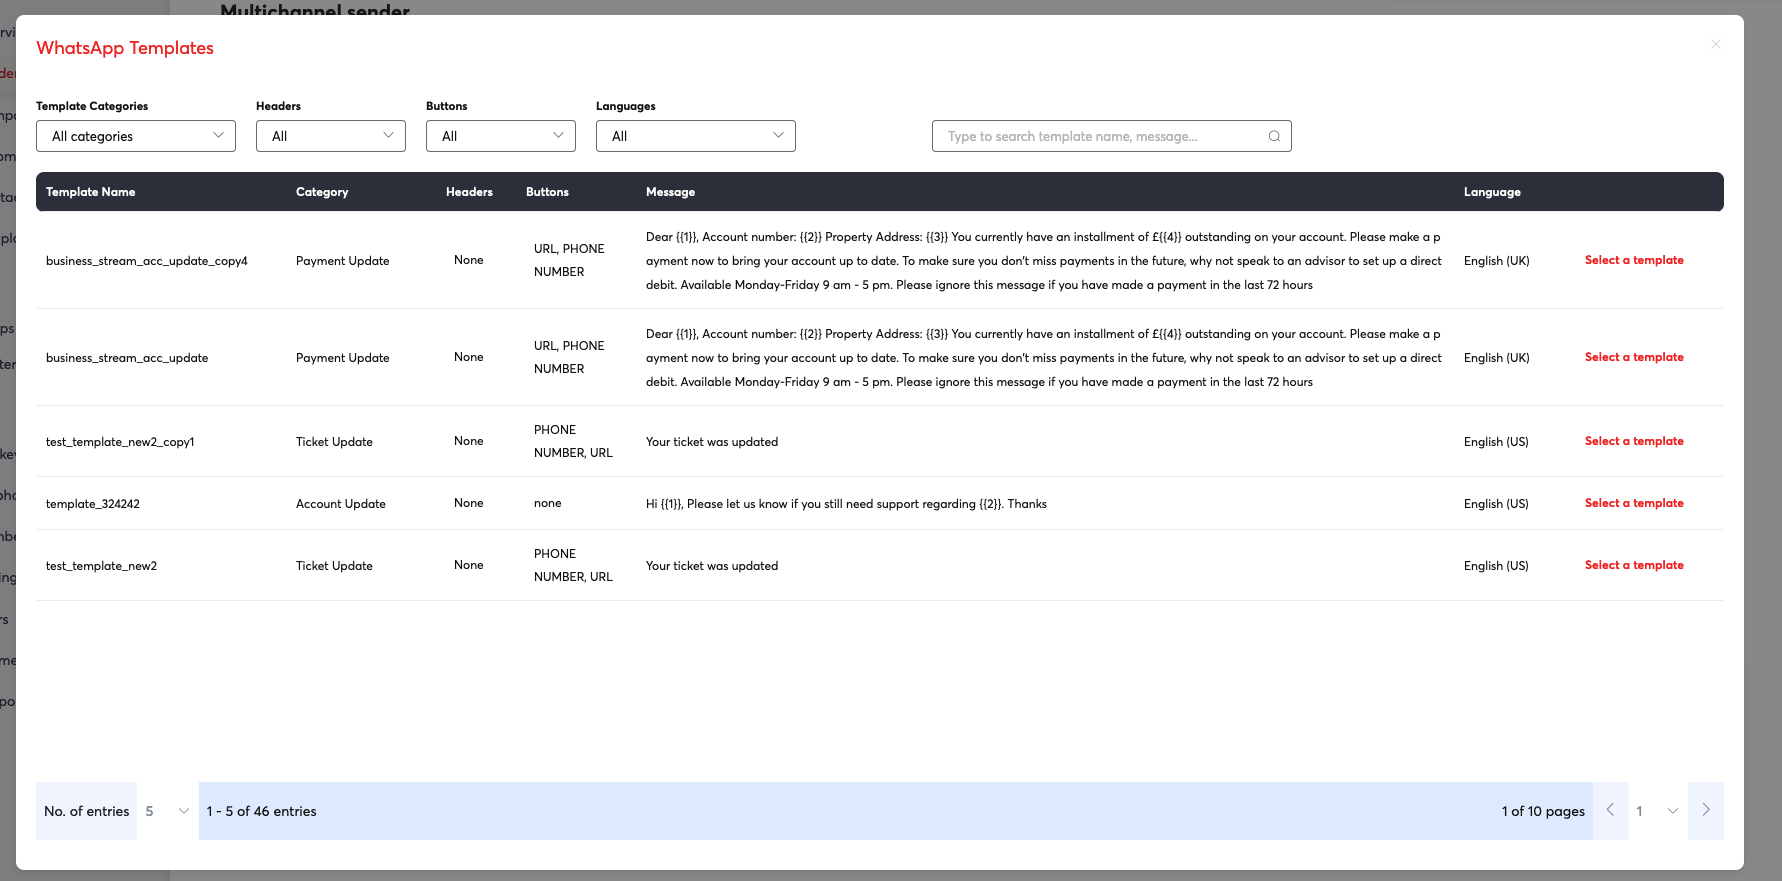 Multichannel sender
WhatsApp Templates
Template Categories Headers Buttons Languages
All categories All All All Type to search template name, message...
Template Name Category Headers Buttons Message Language
business_stream_acc_update_copy4 Payment Update None URL, PHONE NUMBER
Dear {{1}}, Account number: {{2}} Property Address: {{3}} You currently have an installment of £{{4}} outstanding on your account. Please make a p
ayment now to bring your account up to date. To make sure you don't miss payments in the future, why not speak to an advisor to set up a direct
debit. Available Monday-Friday 9 am - 5 pm. Please ignore this message if you have made a payment in the last 72 hours
English (UK) Select a template
business_stream_acc_update Payment Update None URL, PHONE NUMBER
Dear {{1}}, Account number: {{2}} Property Address: {{3}} You currently have an installment of £{{4}} outstanding on your account. Please make a p
ayment now to bring your account up to date. To make sure you don't miss payments in the future, why not speak to an advisor to set up a direct
debit. Available Monday-Friday 9 am - 5 pm. Please ignore this message if you have made a payment in the last 72 hours
English (UK) Select a template
test_template_new2_copy1 Ticket Update None PHONE NUMBER, URL Your ticket was updated English (US) Select a template
template_324242 Account Update None none Hi {{1}}, Please let us know if you still need support regarding {{2}}. Thanks English (US) Select a template
test_template_new2 Ticket Update None PHONE NUMBER, URL Your ticket was updated English (US) Select a template
No. of entries 5 1 - 5 of 46 entries 1 of 10 pages 1